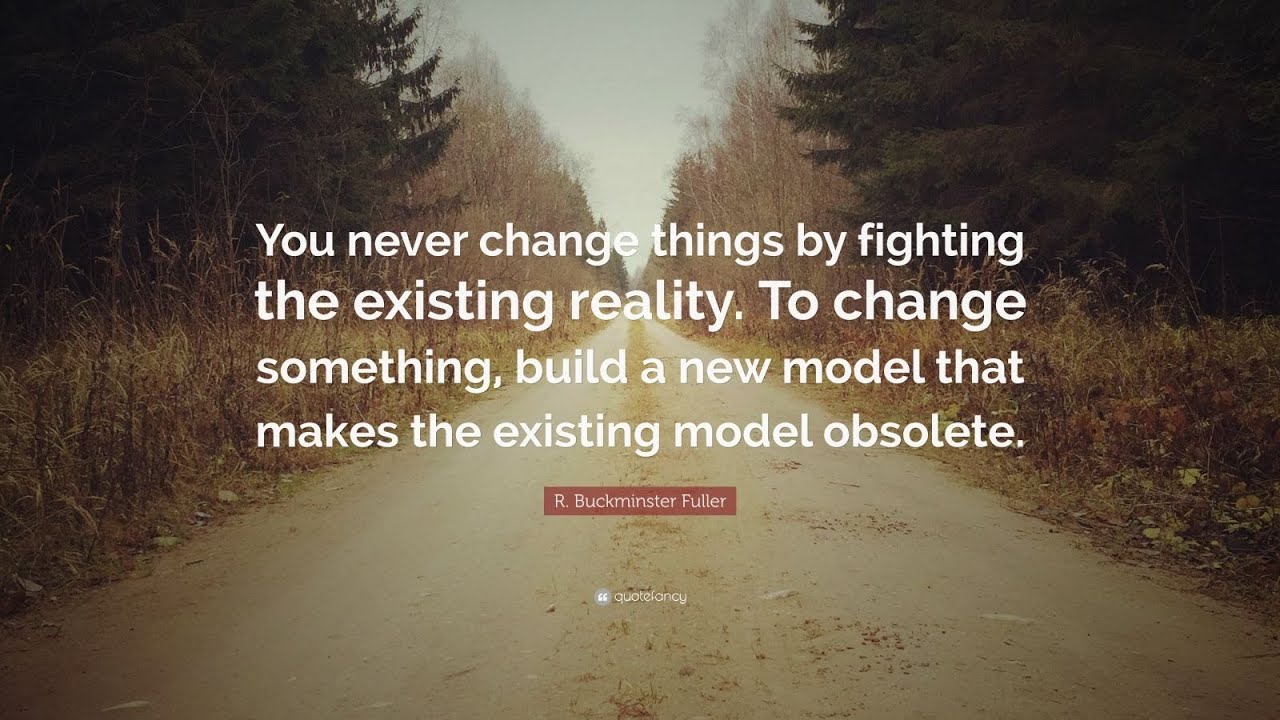 You never change things by fighting
the existing reality. To change
something, build a new model that
makes the existing model obsolete.
R. Buckminster Fuller
quotefancy